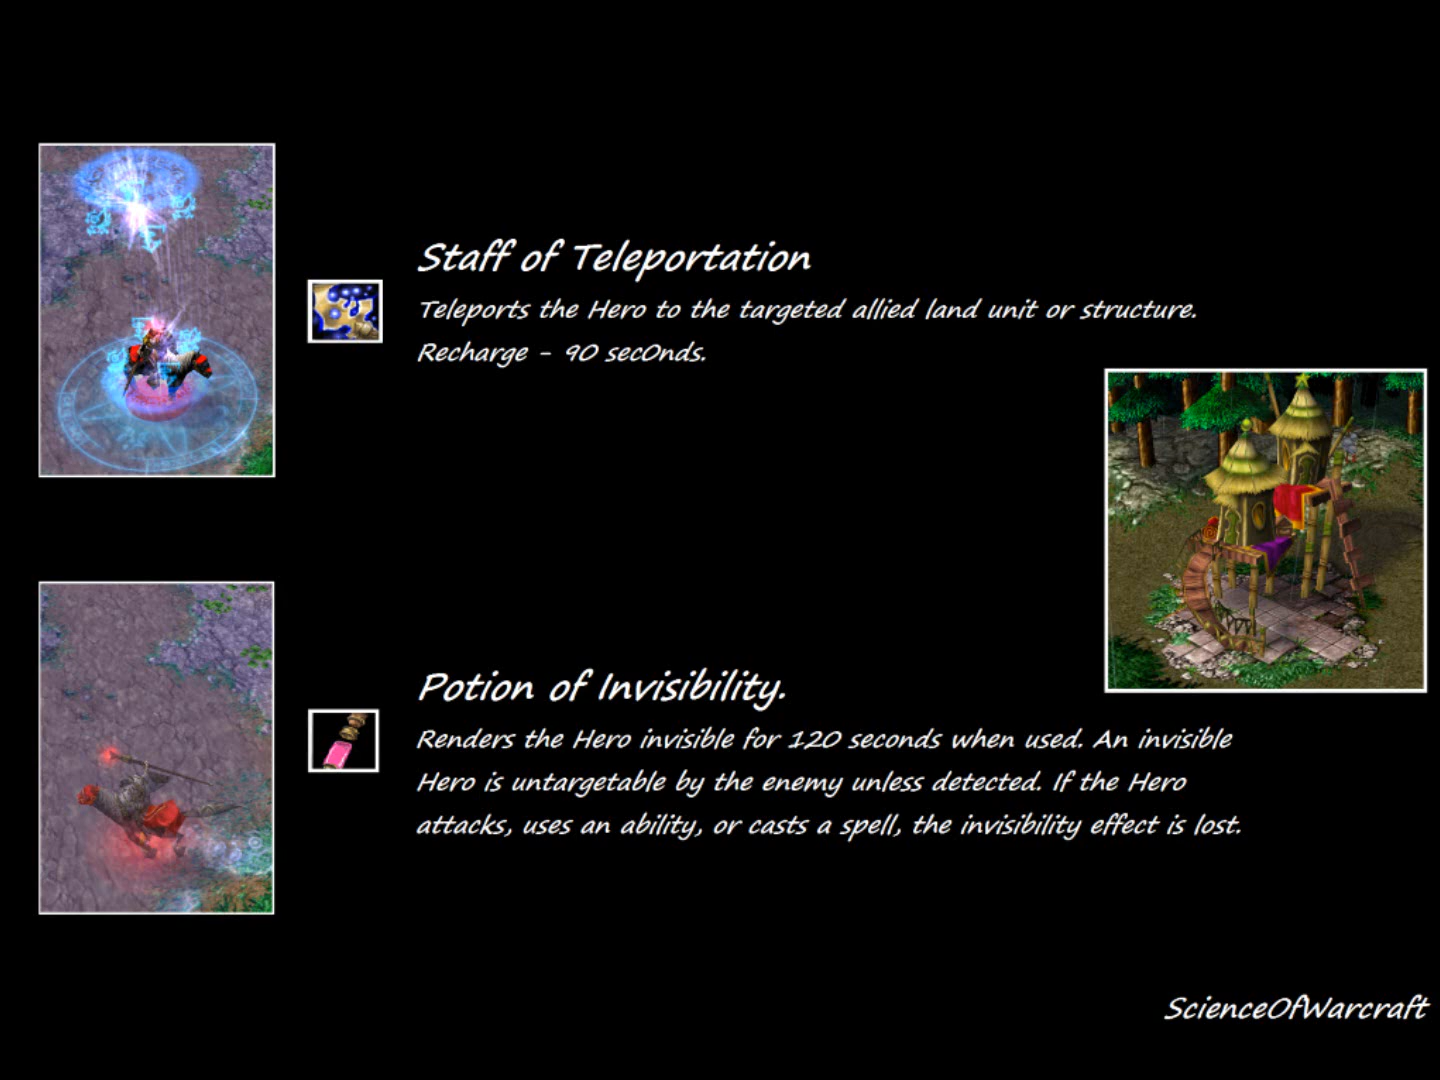 Staff of Teleportation
Teleports the Hero to the targeted allied land unit or structure.
Recharge - 90 sec0nds.
Potion of Invisibility.
Renders the Hero invisible for 120 seconds when used. An invisible
Hero is untargetable by the enemy unless detected. If the Hero
attacks, uses an ability, or casts a spell, the invisibility effect is lost.
ScienceOfWarcraft